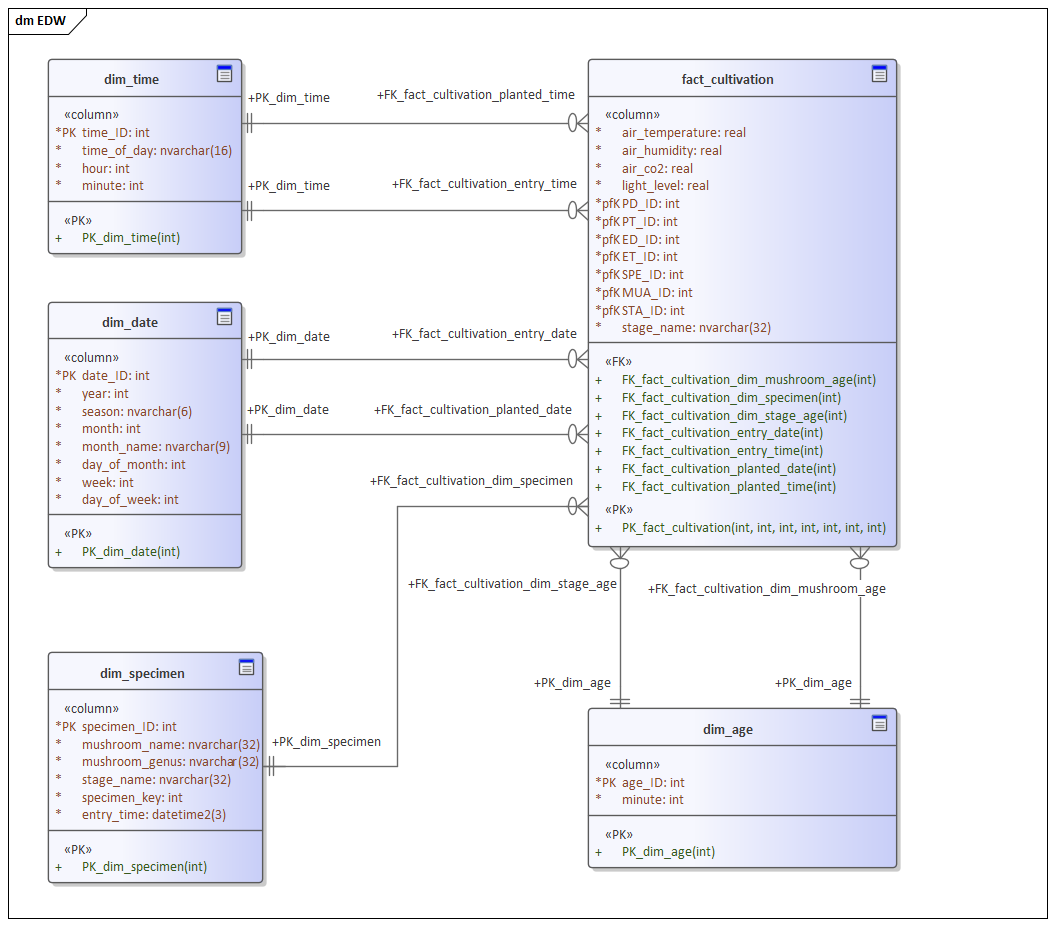 dm EDW
dim_time
«column»
*PK time_ID: int
* time_of_day: nvarchar(16)
* hour: int
* minute: int
«PK»
+ PK_dim_time(int)
+PK_dim_time
+FK_fact_cultivation_planted_time
+PK_dim_time
+FK_fact_cultivation_entry_time
fact_cultivation
«column»
* air_temperature: real
* air_humidity: real
* air_co2: real
* light_level: real
*pfK PD_ID: int
*pfK PT_ID: int
*pfK ED_ID: int
*pfK ET_ID: int
*pfK SPE_ID: int
*pfK MUA_ID: int
*pfK STA_ID: int
* stage_name: nvarchar(32)
«FK»
+ FK_fact_cultivation_dim_mushroom_age(int)
+ FK_fact_cultivation_dim_specimen(int)
+ FK_fact_cultivation_dim_stage_age(int)
+ FK_fact_cultivation_entry_date(int)
+ FK_fact_cultivation_entry_time(int)
+ FK_fact_cultivation_planted_date(int)
+ FK_fact_cultivation_planted_time(int)
«PK»
+ PK_fact_cultivation(int, int, int, int, int, int, int)
dim_date
«column»
*PK date_ID: int
* year: int
* season: nvarchar(6)
* month: int
* month_name: nvarchar(9)
* day_of_month: int
* week: int
* day_of_week: int
«PK»
+ PK_dim_date(int)
+PK_dim_date
+FK_fact_cultivation_entry_date
+PK_dim_date
+FK_fact_cultivation_planted_date
+FK_fact_cultivation_dim_specimen
+FK_fact_cultivation_dim_stage_age
+FK_fact_cultivation_dim_mushroom_age
+PK_dim_age
+PK_dim_age
dim_specimen
«column»
*PK specimen_ID: int
* mushroom_name: nvarchar(32)
* mushroom_genus: nvarchar(32)
* stage_name: nvarchar(32)
* specimen_key: int
* entry_time: datetime2(3)
«PK»
+ PK_dim_specimen(int)
+PK_dim_specimen
dim_age
«column»
*PK age_ID: int
* minute: int
«PK»
+ PK_dim_age(int)